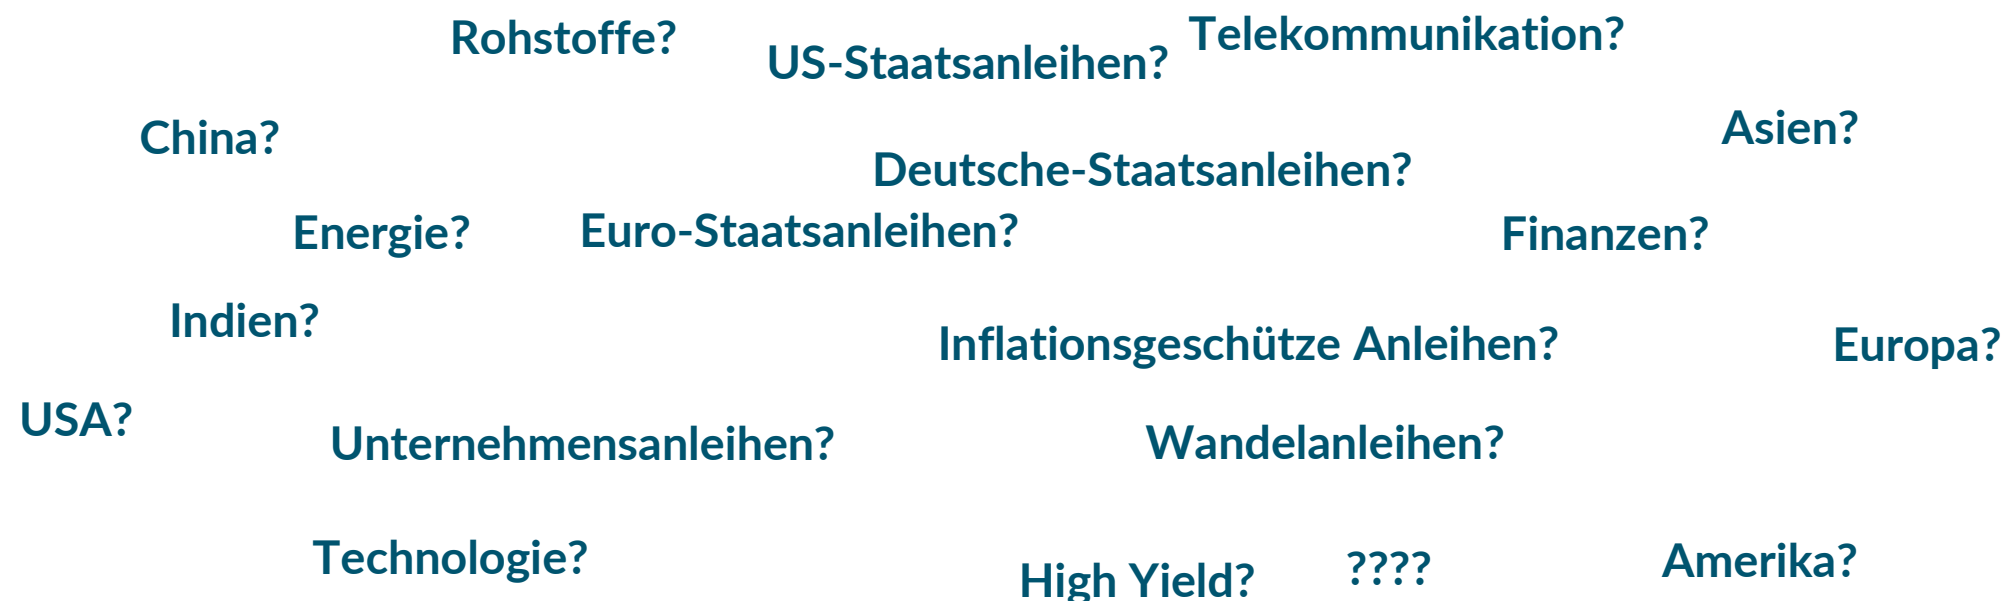 Rohstoffe?
US-Staatsanleihen?
Telekommunikation?
China?
Asien?
Deutsche-Staatsanleihen?
Energie?
Euro-Staatsanleihen?
Finanzen?
Indien?
Inflationsgeschütze Anleihen?
Europa?
USA?
Unternehmensanleihen?
Wandelanleihen?
Technologie?
High Yield?
????
Amerika?